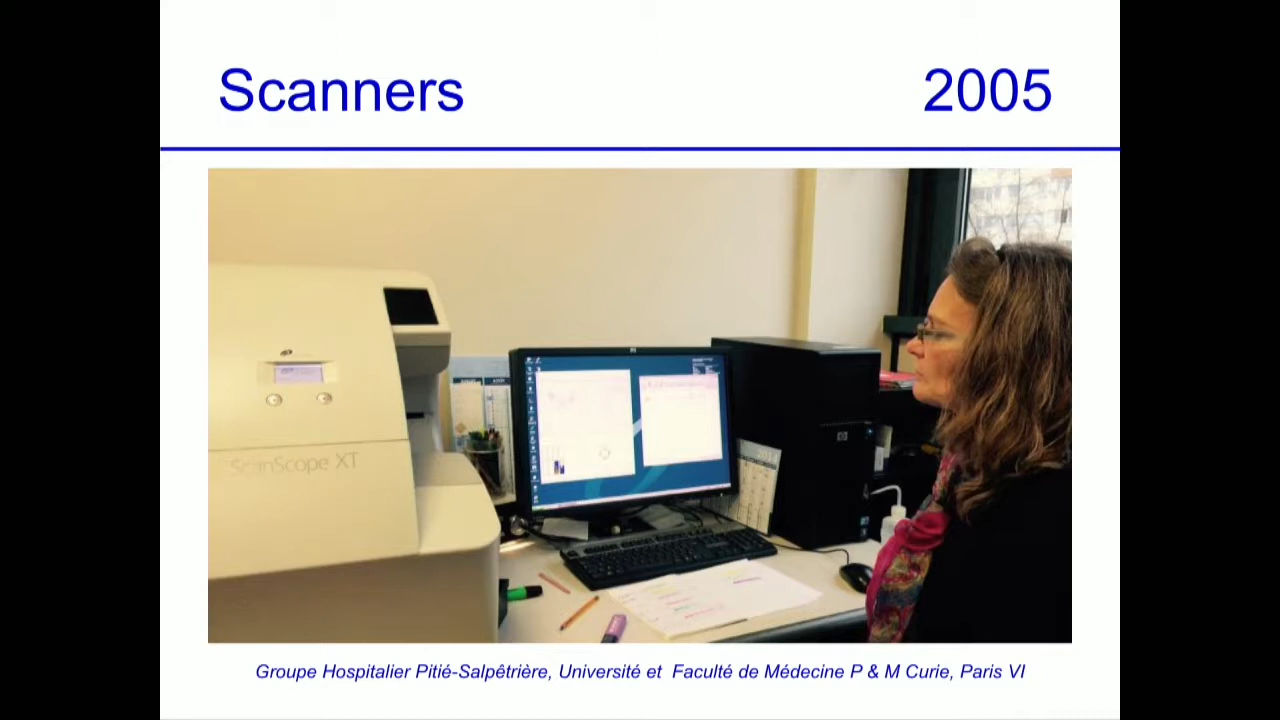 Scanners
2005
ScanScope XT
Groupe Hospitalier Pitié-Salpêtrière, Université et Faculté de Médecine P & M Curie, Paris VI